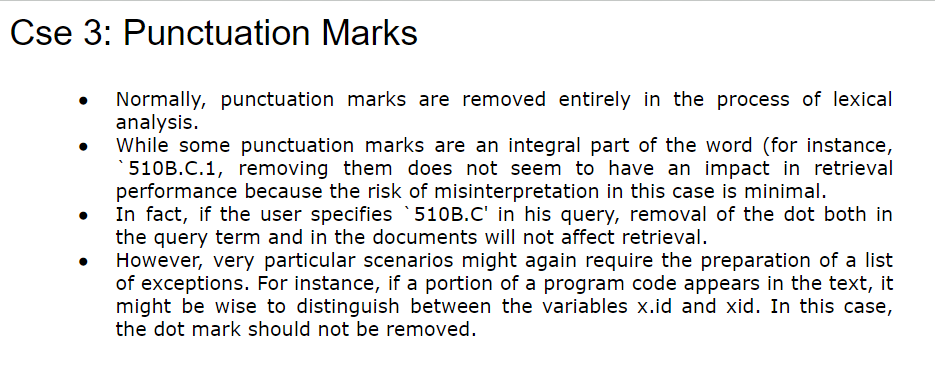 Cse 3: Punctuation Marks
● Normally, punctuation marks are removed entirely in the process of lexical
analysis.
● While some punctuation marks are an integral part of the word (for instance,
`510B.C.1, removing them does not seem to have an impact in retrieval
performance because the risk of misinterpretation in this case is minimal.
● In fact, if the user specifies `510B.C' in his query, removal of the dot both in
the query term and in the documents will not affect retrieval.
● However, very particular scenarios might again require the preparation of a list
of exceptions. For instance, if a portion of a program code appears in the text, it
might be wise to distinguish between the variables x.id and xid. In this case,
the dot mark should not be removed.